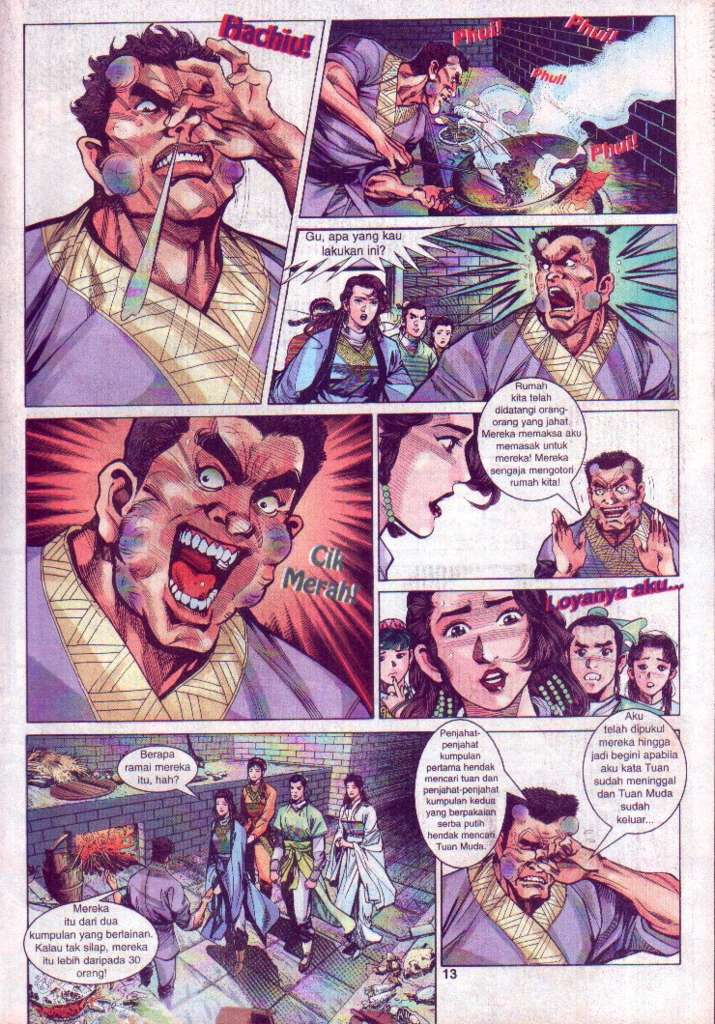 Hachiu!
Phui!
Phui!
Phui!
Phui!
Gu, apa yang kau
lakukan ini?
Rumah
kita telah
didatangi orang-
orang yang jahat.
Mereka memaksa aku
memasak untuk
mereka! Mereka
sengaja mengotori
rumah kita!
Cik
Merah!
Loyanya aku...
Berapa
ramai mereka
itu, hah?
Mereka
itu dari dua
kumpulan yang berlainan.
Kalau tak silap, mereka
itu lebih daripada 30
orang!
Penjahat-
penjahat
kumpulan
pertama hendak
mencari tuan dan
penjahat-penjahat
kumpulan kedua
yang berpakaian
serba putih
hendak mencari
Tuan Muda.
Aku
telah dipukul
mereka hingga
jadi begini apabila
aku kata Tuan
sudah meninggal
dan Tuan Muda
sudah
keluar...
13